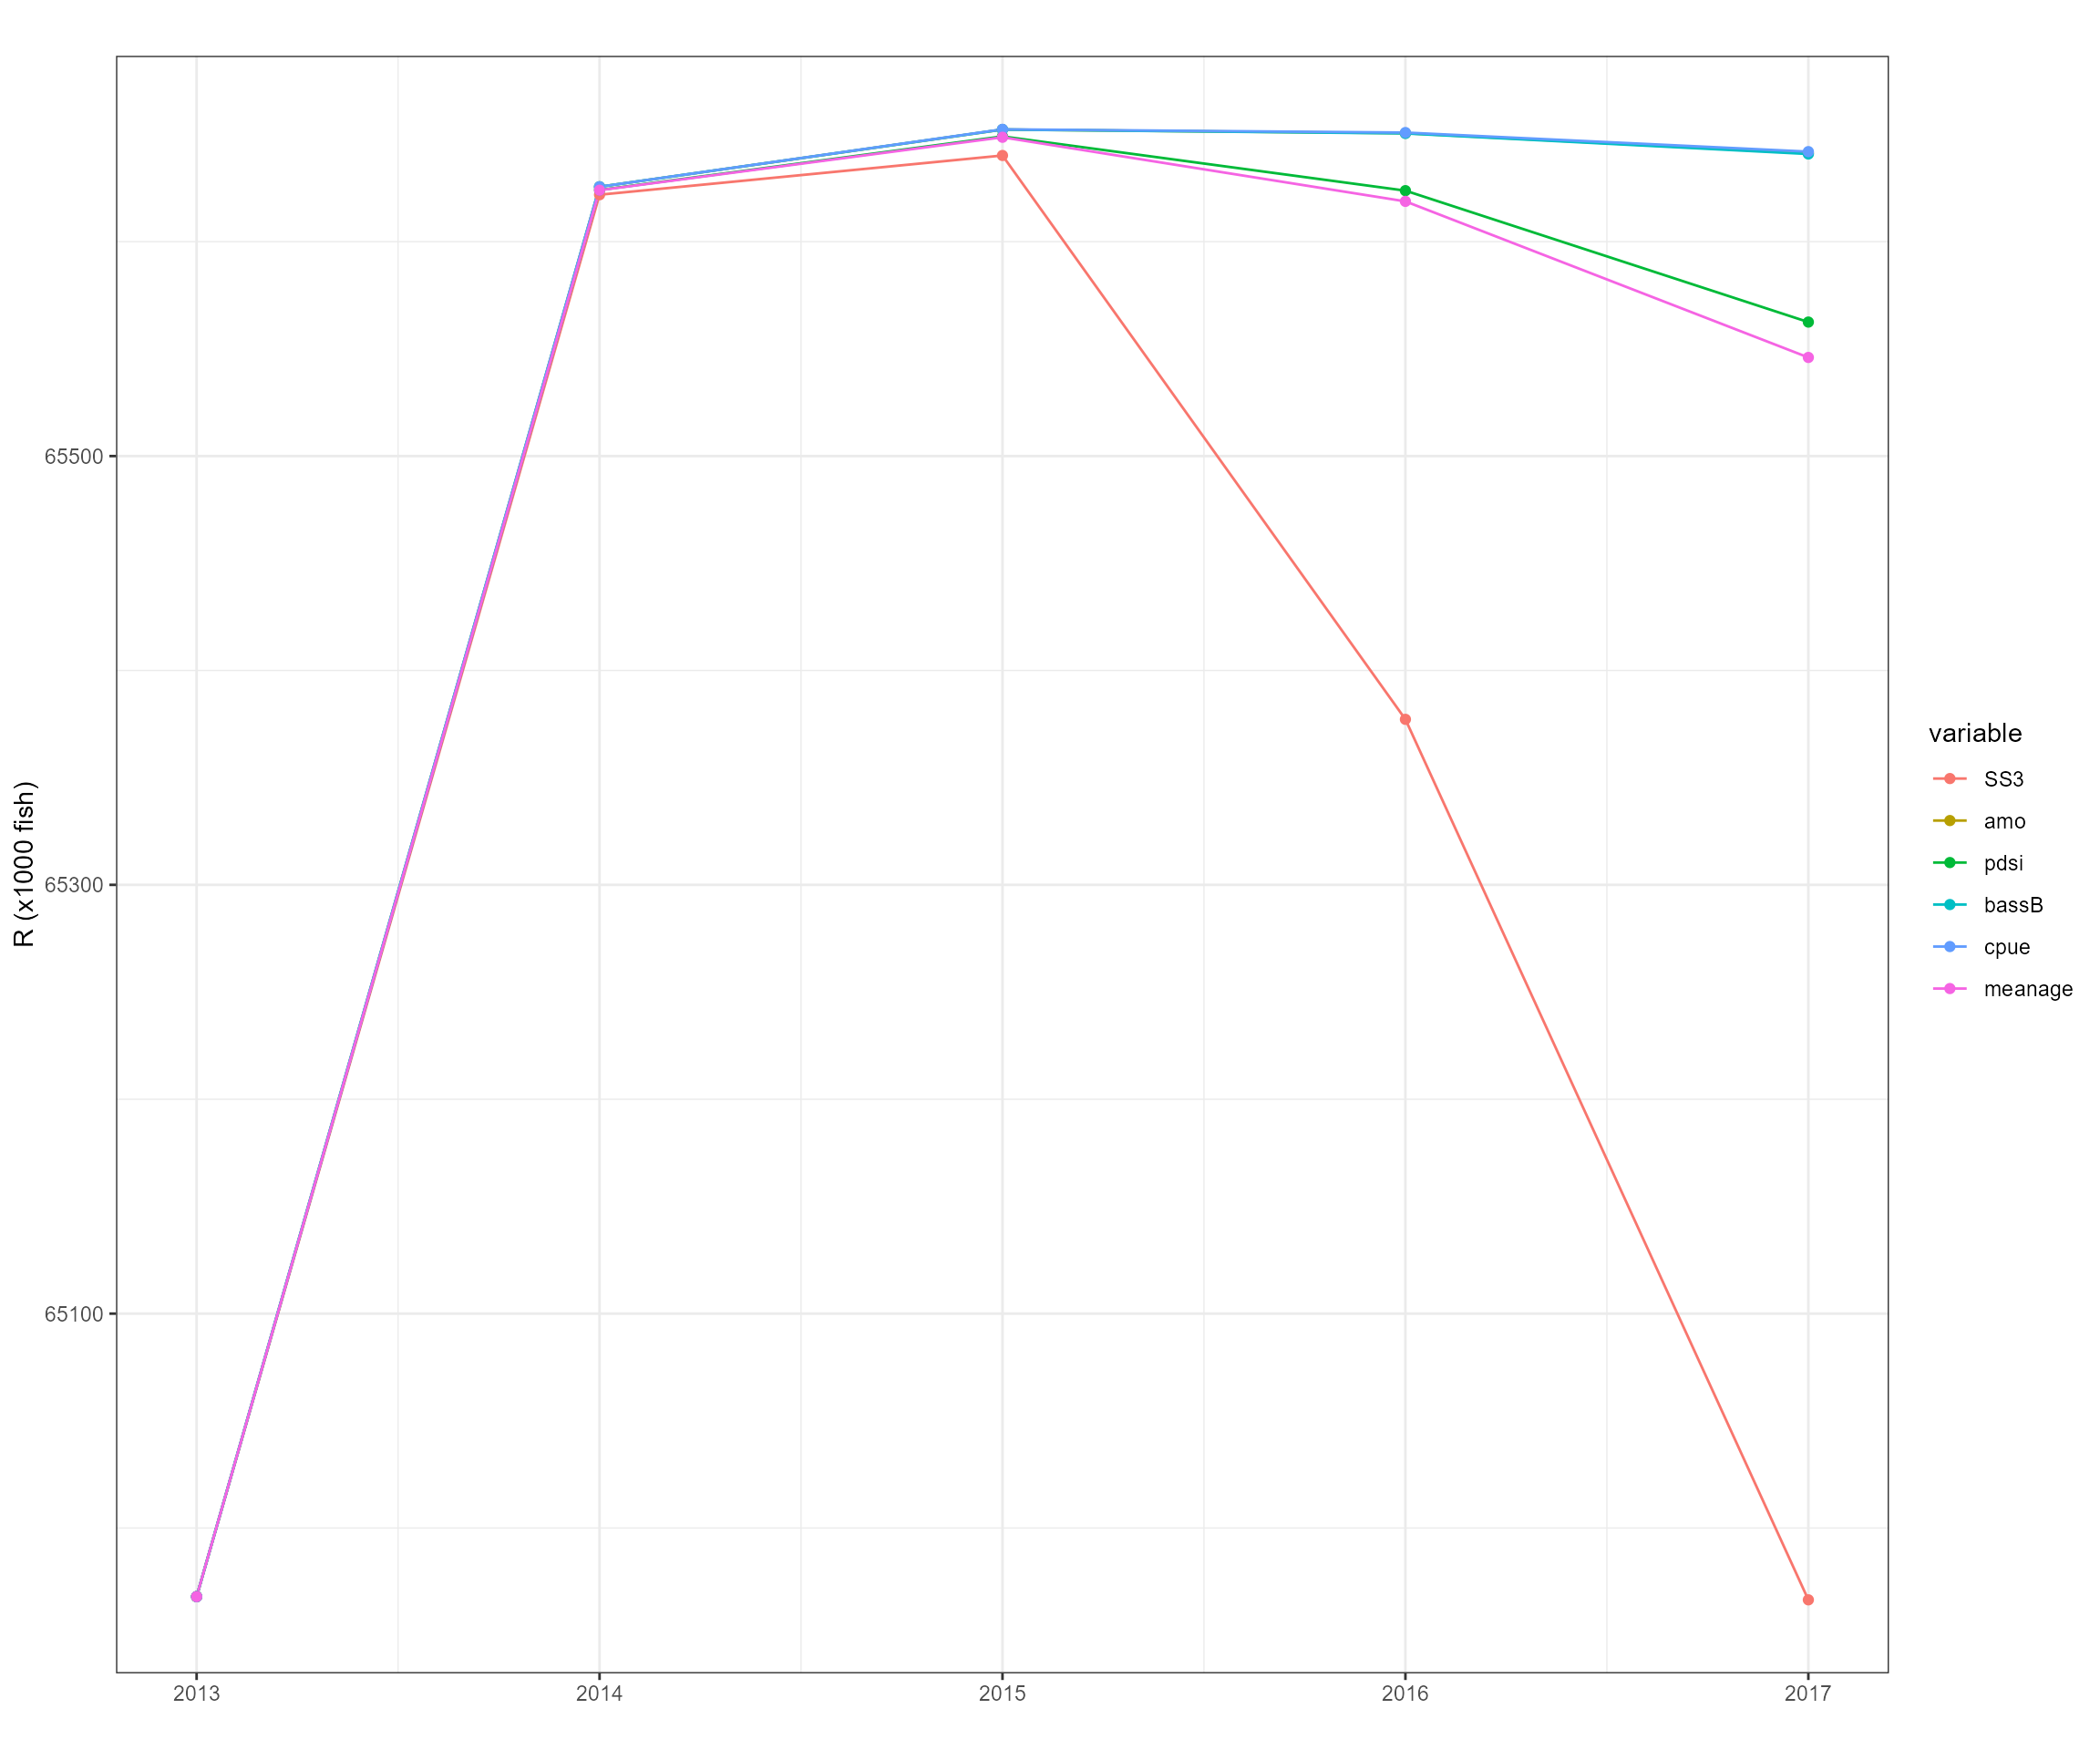 R (x1000 fish)
65500
65300
65100
2013
2014
2015
2016
2017
variable
SS3
amo
pdsi
bassB
cpue
meanage